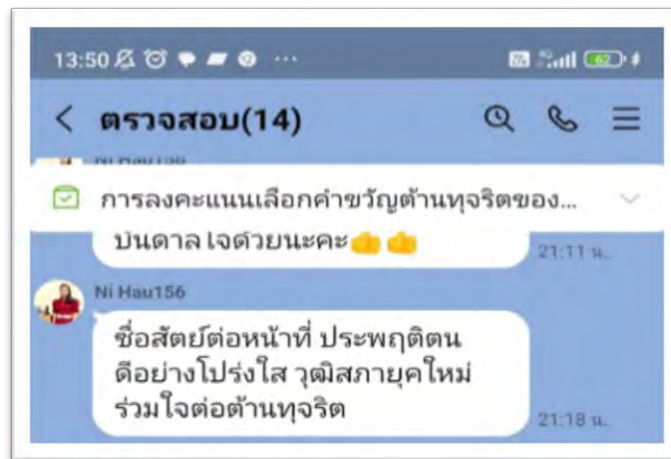 13:50
62
ตรวจสอบ(14)
การลงคะแนนเลือกคำขวัญต้านทุจริตของ...
บันดาลใจด้วยนะคะ👍👍
21:11 น.
Ni Hau156
ซื่อสัตย์ต่อหน้าที่ ประพฤติตน
ดีอย่างโปร่งใส วุฒิสภายุคใหม่
ร่วมใจต่อต้านทุจริต
21:18 น.